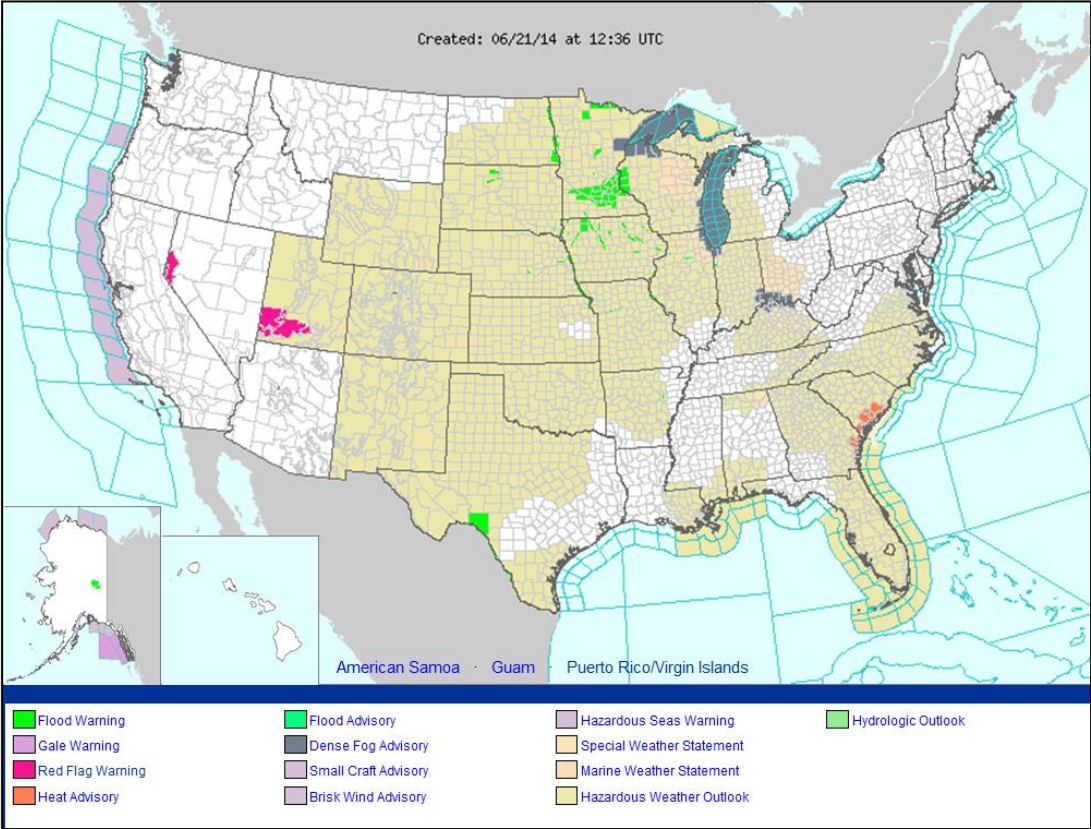 Created: 06/21/14 at 12:36 UTC
American Samoa · Guam · Puerto Rico/Virgin Islands
Flood Warning Flood Advisory Hazardous Seas Warning Hydrologic Outlook
Gale Warning Dense Fog Advisory Special Weather Statement
Red Flag Warning Small Craft Advisory Marine Weather Statement
Heat Advisory Brisk Wind Advisory Hazardous Weather Outlook